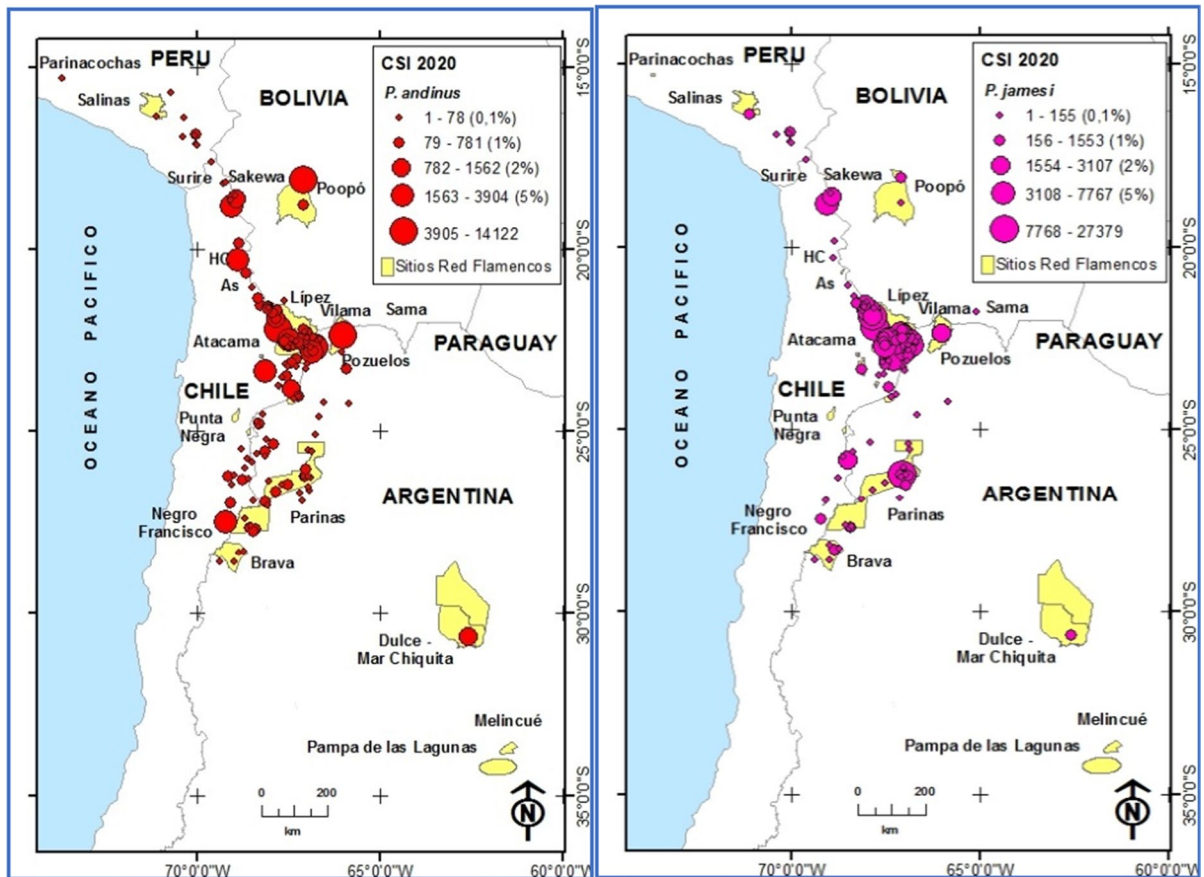 Parinacochas
PERU
Salinas
BOLIVIA
Surire
Sakewa
Poopó
HC
As
Lípez
Vilama
Sama
Atacama
Pozuelos
PARAGUAY
CHILE
Punta
Negra
OCEANO PACIFICO
ARGENTINA
Negro
Francisco
Parinas
Brava
Dulce -
Mar Chiquita
Melincué
Pampa de las Lagunas
0 200
km
N
CSI 2020
P. andinus
1 - 78 (0,1%)
79 - 781 (1%)
782 - 1562 (2%)
1563 - 3904 (5%)
3905 - 14122
Sitios Red Flamencos
15°0'0"S
20°0'0"S
25°0'0"S
30°0'0"S
35°0'0"S
70°0'0"W
65°0'0"W
60°0'0"W
Parinacochas
PERU
Salinas
BOLIVIA
Surire
Sakewa
Poopó
HC
As
Lípez
Vilama
Sama
Atacama
Pozuelos
PARAGUAY
CHILE
Punta
Negra
OCEANO PACIFICO
ARGENTINA
Negro
Francisco
Parinas
Brava
Dulce -
Mar Chiquita
Melincué
Pampa de las Lagunas
0 200
km
N
CSI 2020
P. jamesi
1 - 155 (0,1%)
156 - 1553 (1%)
1554 - 3107 (2%)
3108 - 7767 (5%)
7768 - 27379
Sitios Red Flamencos
15°0'0"S
20°0'0"S
25°0'0"S
30°0'0"S
35°0'0"S
70°0'0"W
65°0'0"W
60°0'0"W